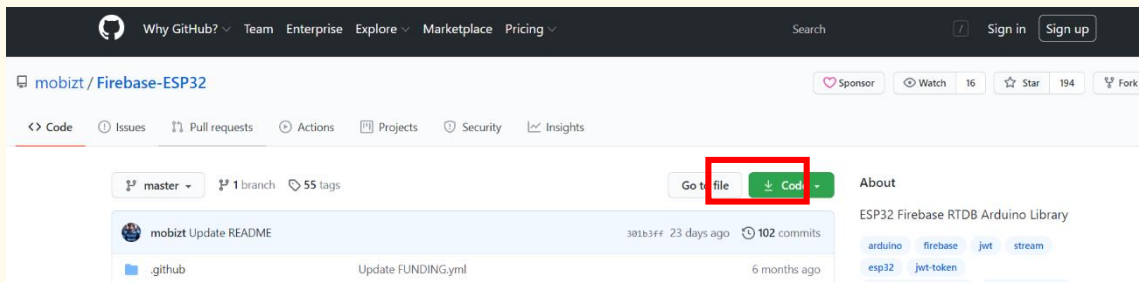 Why GitHub? Team Enterprise Explore Marketplace Pricing Search / Sign in Sign up
mobizt / Firebase-ESP32 Sponsor Watch 16 Star 194 Fork
<> Code Issues Pull requests Actions Projects Security Insights
master 1 branch 55 tags Go to file Code About
ESP32 Firebase RTDB Arduino Library
mobizt Update README 301b3ff 23 days ago 102 commits
arduino firebase jwt stream
.github Update FUNDING.yml 6 months ago esp32 jwt-token